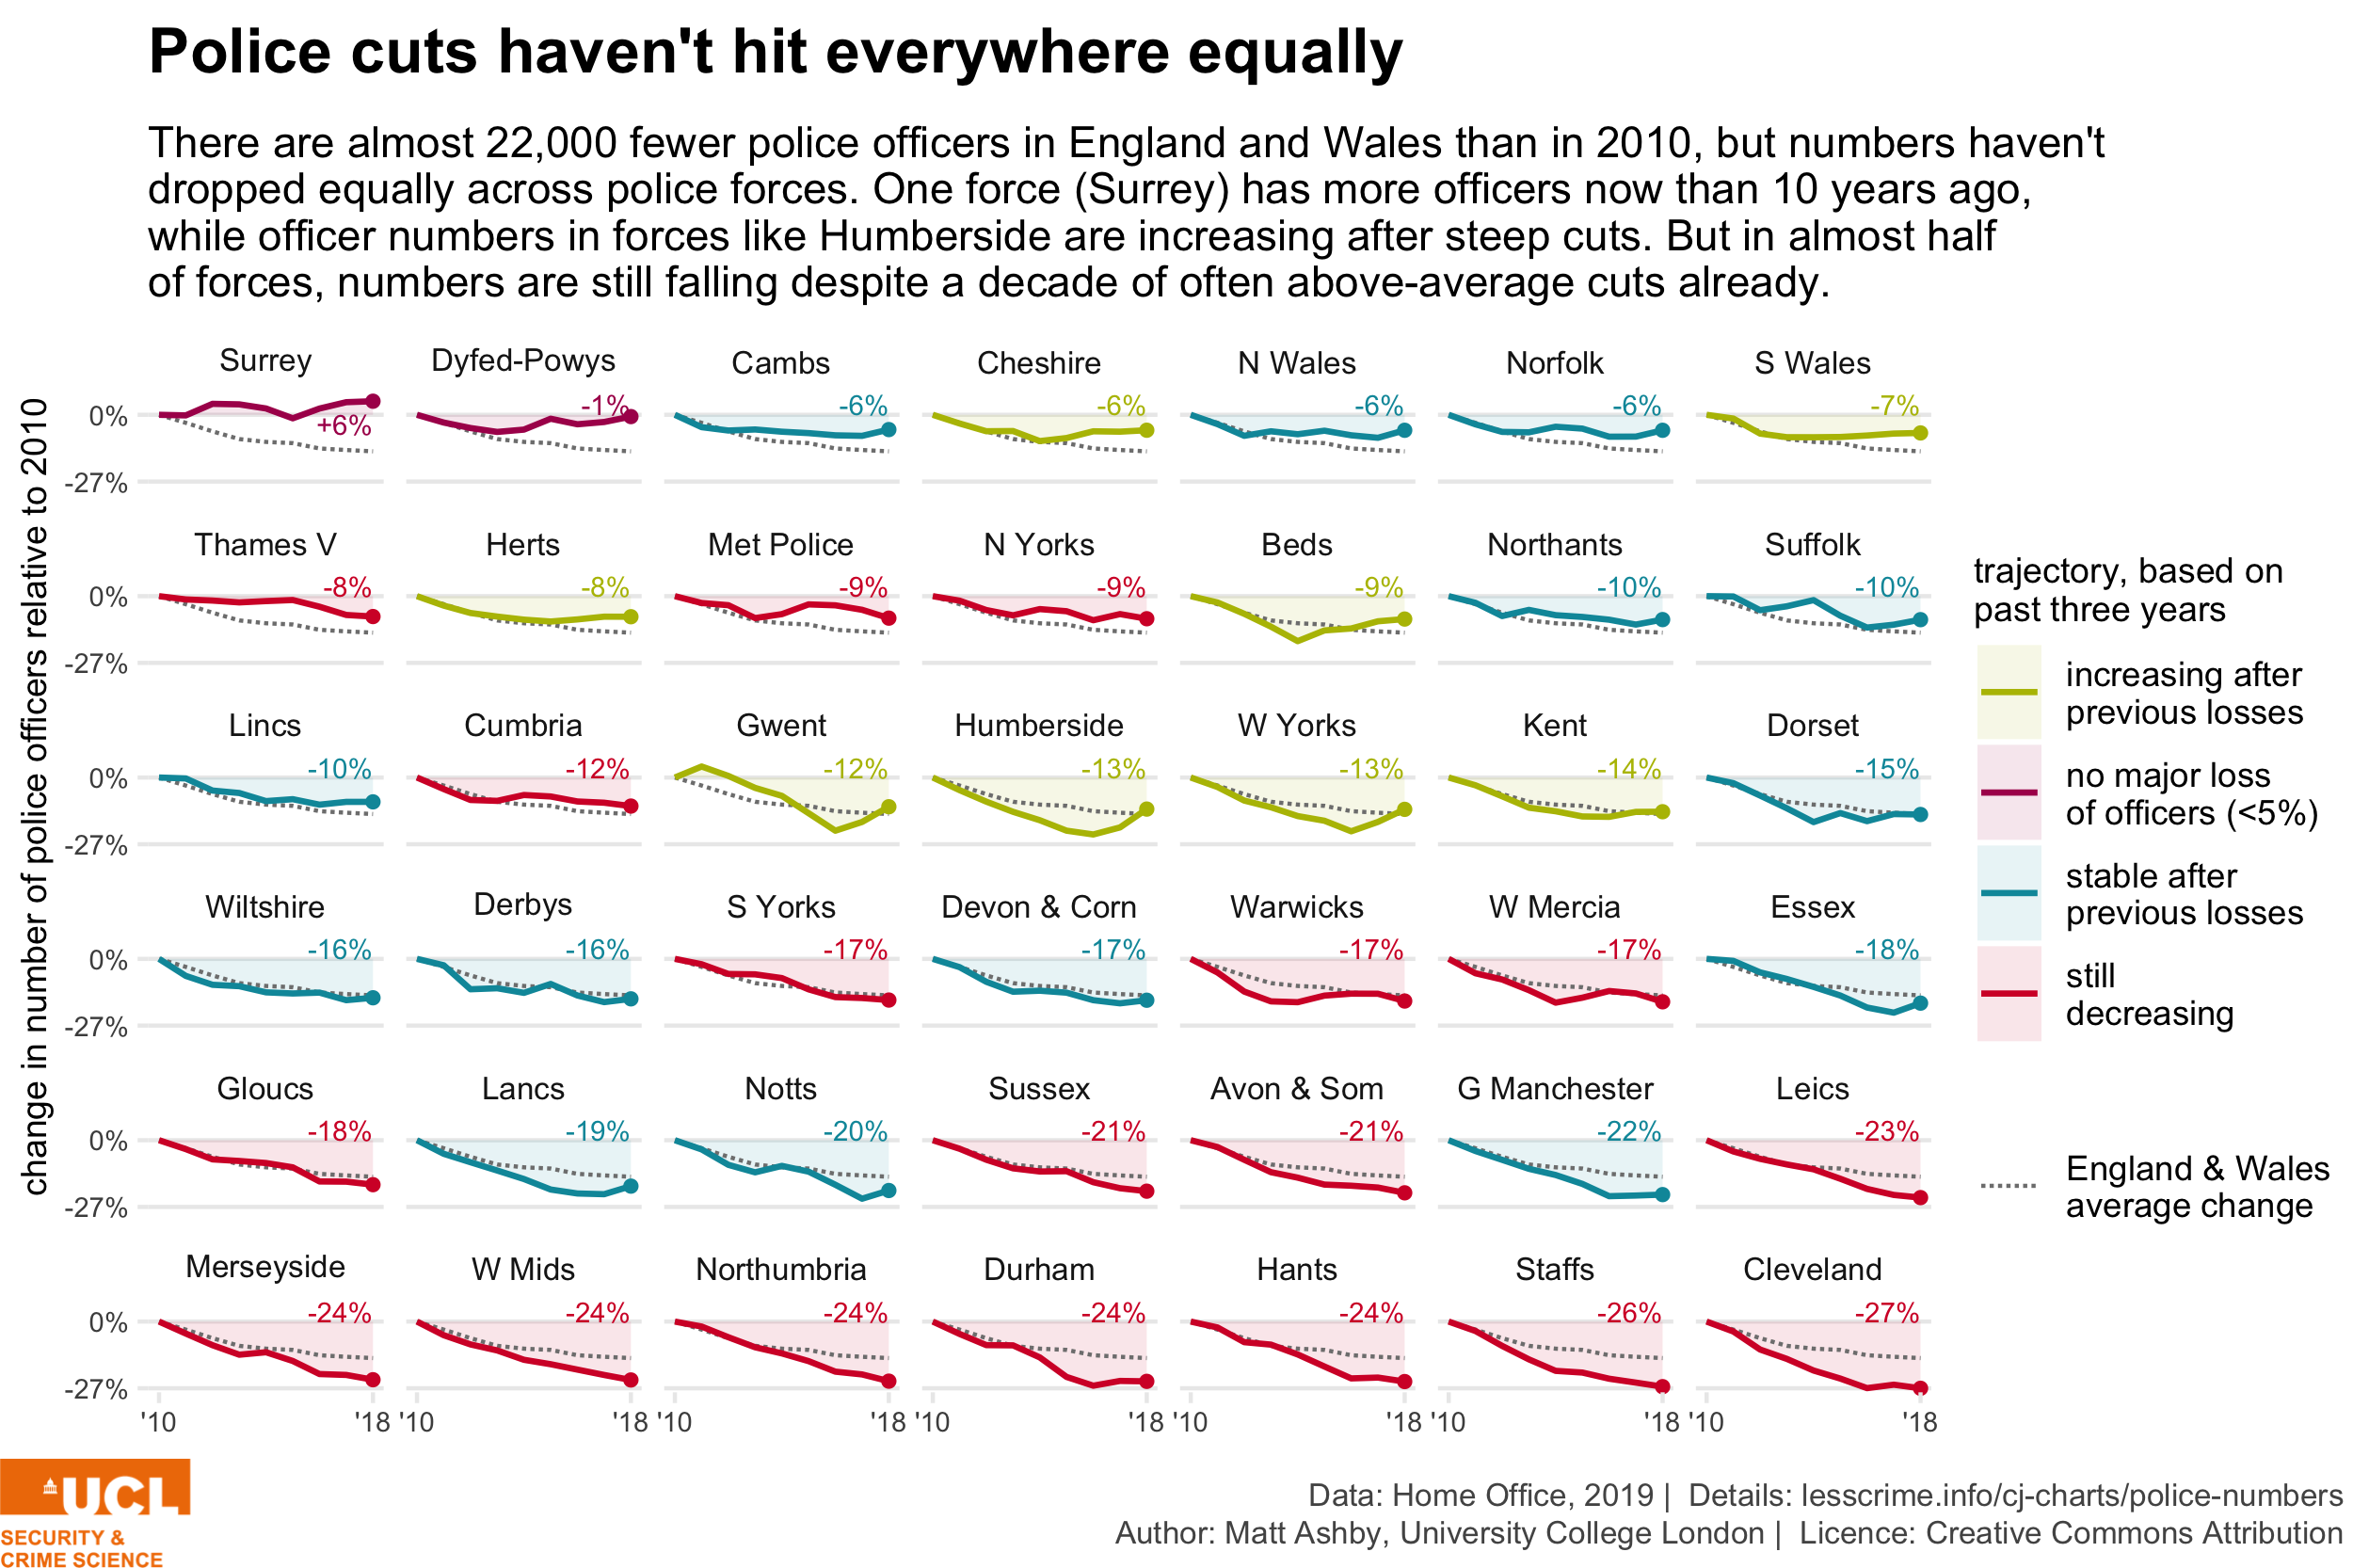 Police cuts haven't hit everywhere equally
There are almost 22,000 fewer police officers in England and Wales than in 2010, but numbers haven't
dropped equally across police forces. One force (Surrey) has more officers now than 10 years ago,
while officer numbers in forces like Humberside are increasing after steep cuts. But in almost half
of forces, numbers are still falling despite a decade of often above-average cuts already.
change in number of police officers relative to 2010
Surrey Dyfed-Powys Cambs Cheshire N Wales Norfolk S Wales
0% +6% -1% -6% -6% -6% -6% -7%
-27%
Thames V Herts Met Police N Yorks Beds Northants Suffolk
0% -8% -8% -9% -9% -9% -10% -10%
-27%
Lincs Cumbria Gwent Humberside W Yorks Kent Dorset
0% -10% -12% -12% -13% -13% -14% -15%
-27%
Wiltshire Derbys S Yorks Devon & Corn Warwicks W Mercia Essex
0% -16% -16% -17% -17% -17% -17% -18%
-27%
Gloucs Lancs Notts Sussex Avon & Som G Manchester Leics
0% -18% -19% -20% -21% -21% -22% -23%
-27%
Merseyside W Mids Northumbria Durham Hants Staffs Cleveland
0% -24% -24% -24% -24% -24% -26% -27%
-27%
'10 '18 '10 '18 '10 '18 '10 '18 '10 '18 '10 '18 '10 '18
trajectory, based on
past three years
increasing after
previous losses
no major loss
of officers (<5%)
stable after
previous losses
still
decreasing
England & Wales
average change
UCL
SECURITY &
CRIME SCIENCE
Data: Home Office, 2019 | Details: lesscrime.info/cj-charts/police-numbers
Author: Matt Ashby, University College London | Licence: Creative Commons Attribution